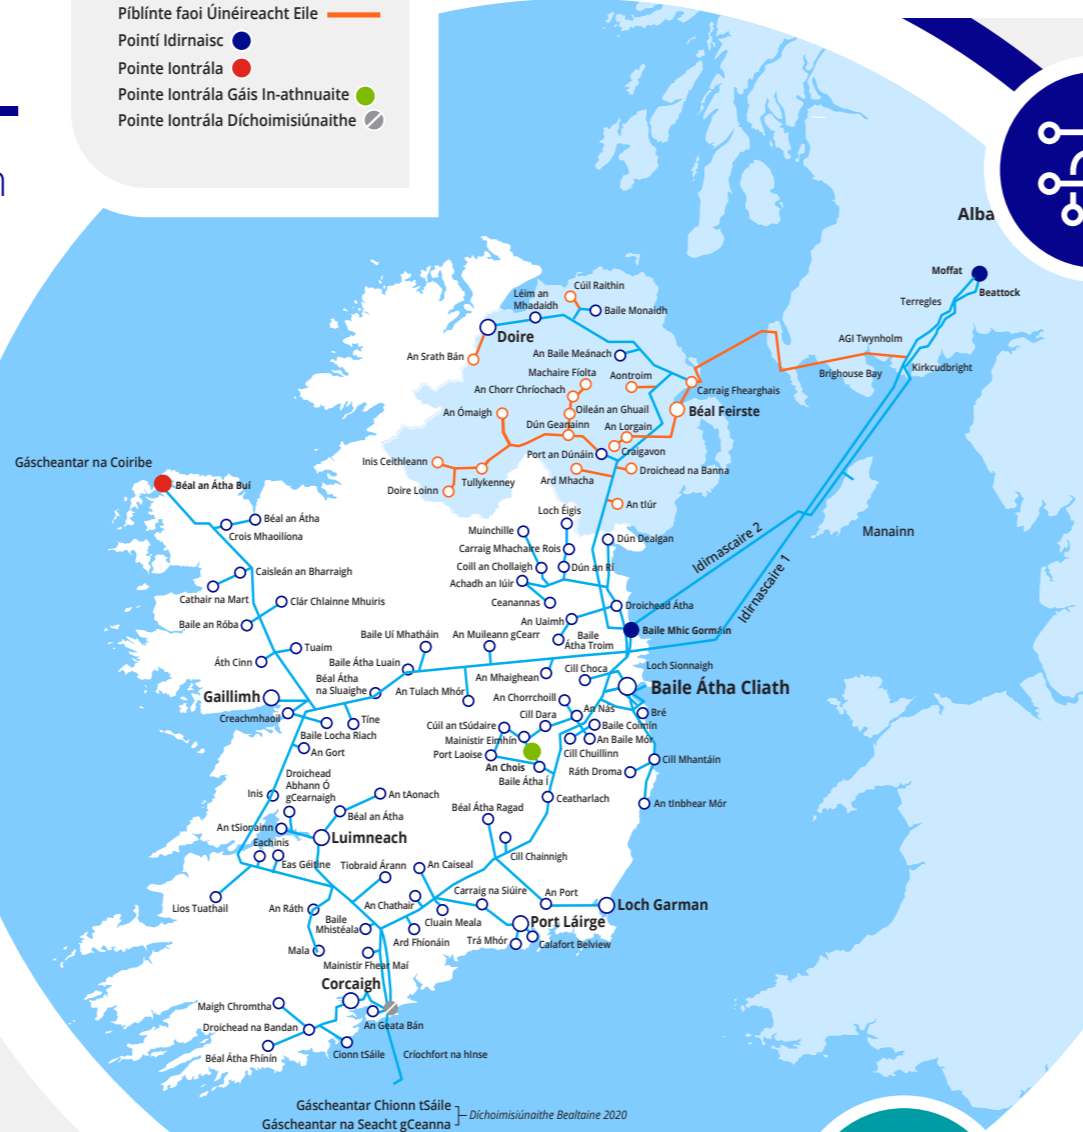 Píblínte faoi Úinéireacht Eile
Pointí Idirnaisc
Pointe Iontrála
Pointe Iontrála Gáis In-athnuaite
Pointe Iontrála Díchoimisiúnaithe
Alba
Moffat
Beattock
Terregles
AGI Twynholm
Brighouse Bay
Kirkcudbright
Cúil Raithin
Léim an
Mhadaidh
Baile Monaidh
Doire
An Srath Bán
An Baile Meánach
Machaire Fíolta
Aontroim
An Chorr Chríochach
Carraig Fhearghais
An Ómaigh
Oileán an Ghuail
Béal Feirste
Dún Geanainn
An Lorgain
Craigavon
Port an Dúnáin
Inis Ceithleann
Droichead na Banna
Tullykenney
Ard Mhacha
Doire Loinn
An tIúr
Gáscheantar na Coiribe
Béal an Átha Buí
Béal an Átha
Crois Mhaoilíona
Loch Éigis
Muinchille
Dún Dealgan
Manainn
Idirnascaire 2
Idirnascaire 1
Carraig Mhachaire Rois
Coill an Chollaigh
Dún an Rí
Achadh an Iúir
Caisleán an Bharraigh
Cathair na Mart
Clár Chlainne Mhuiris
Ceanannas
Droichead Átha
Baile an Róba
An Uaimh
Baile Mhic Gormáin
Baile
Átha Troim
Baile Uí Mhatháin
An Muileann gCearr
Tuaim
Áth Cinn
Baile Átha Luain
Cill Choca
Loch Sionnaigh
Béal Átha
na Sluaighe
An Mhaighean
Baile Átha Cliath
Gaillimh
An Tulach Mhór
An Chorrchoill
An Nás
Creachmhaoil
Cill Dara
Bré
Tíne
Cúil an tSúdaire
Baile Coimín
Baile Locha Riach
Mainistir Eimhín
An Baile Mór
An Gort
Port Laoise
Cill Chuillinn
Cill Mhantáin
An Chois
Ráth Droma
Baile Átha Í
Droichead
Abhann Ó
gCearnaigh
Inis
An tAonach
Béal an Átha
Béal Átha Ragad
Ceatharlach
An tInbhear Mór
An tSionainn
Luimneach
Eachinis
Eas Géitine
Tiobraid Árann
An Caiseal
Cill Chainnigh
Lios Tuathail
An Ráth
An Chathair
Carraig na Siúire
An Port
Loch Garman
Baile
Mhistéala
Cluain Meala
Port Láirge
Ard Fhíonáin
Trá Mhór
Calafort Belview
Mala
Mainistir Fhear Maí
Corcaigh
Maigh Chromtha
An Geata Bán
Droichead na Bandan
Béal Átha Fhinín
Cionn tSáile
Críochfort na hInse
Gáscheantar Chionn tSáile
Gáscheantar na Seacht gCeanna
Díchoimisiúnaithe Bealtaine 2020